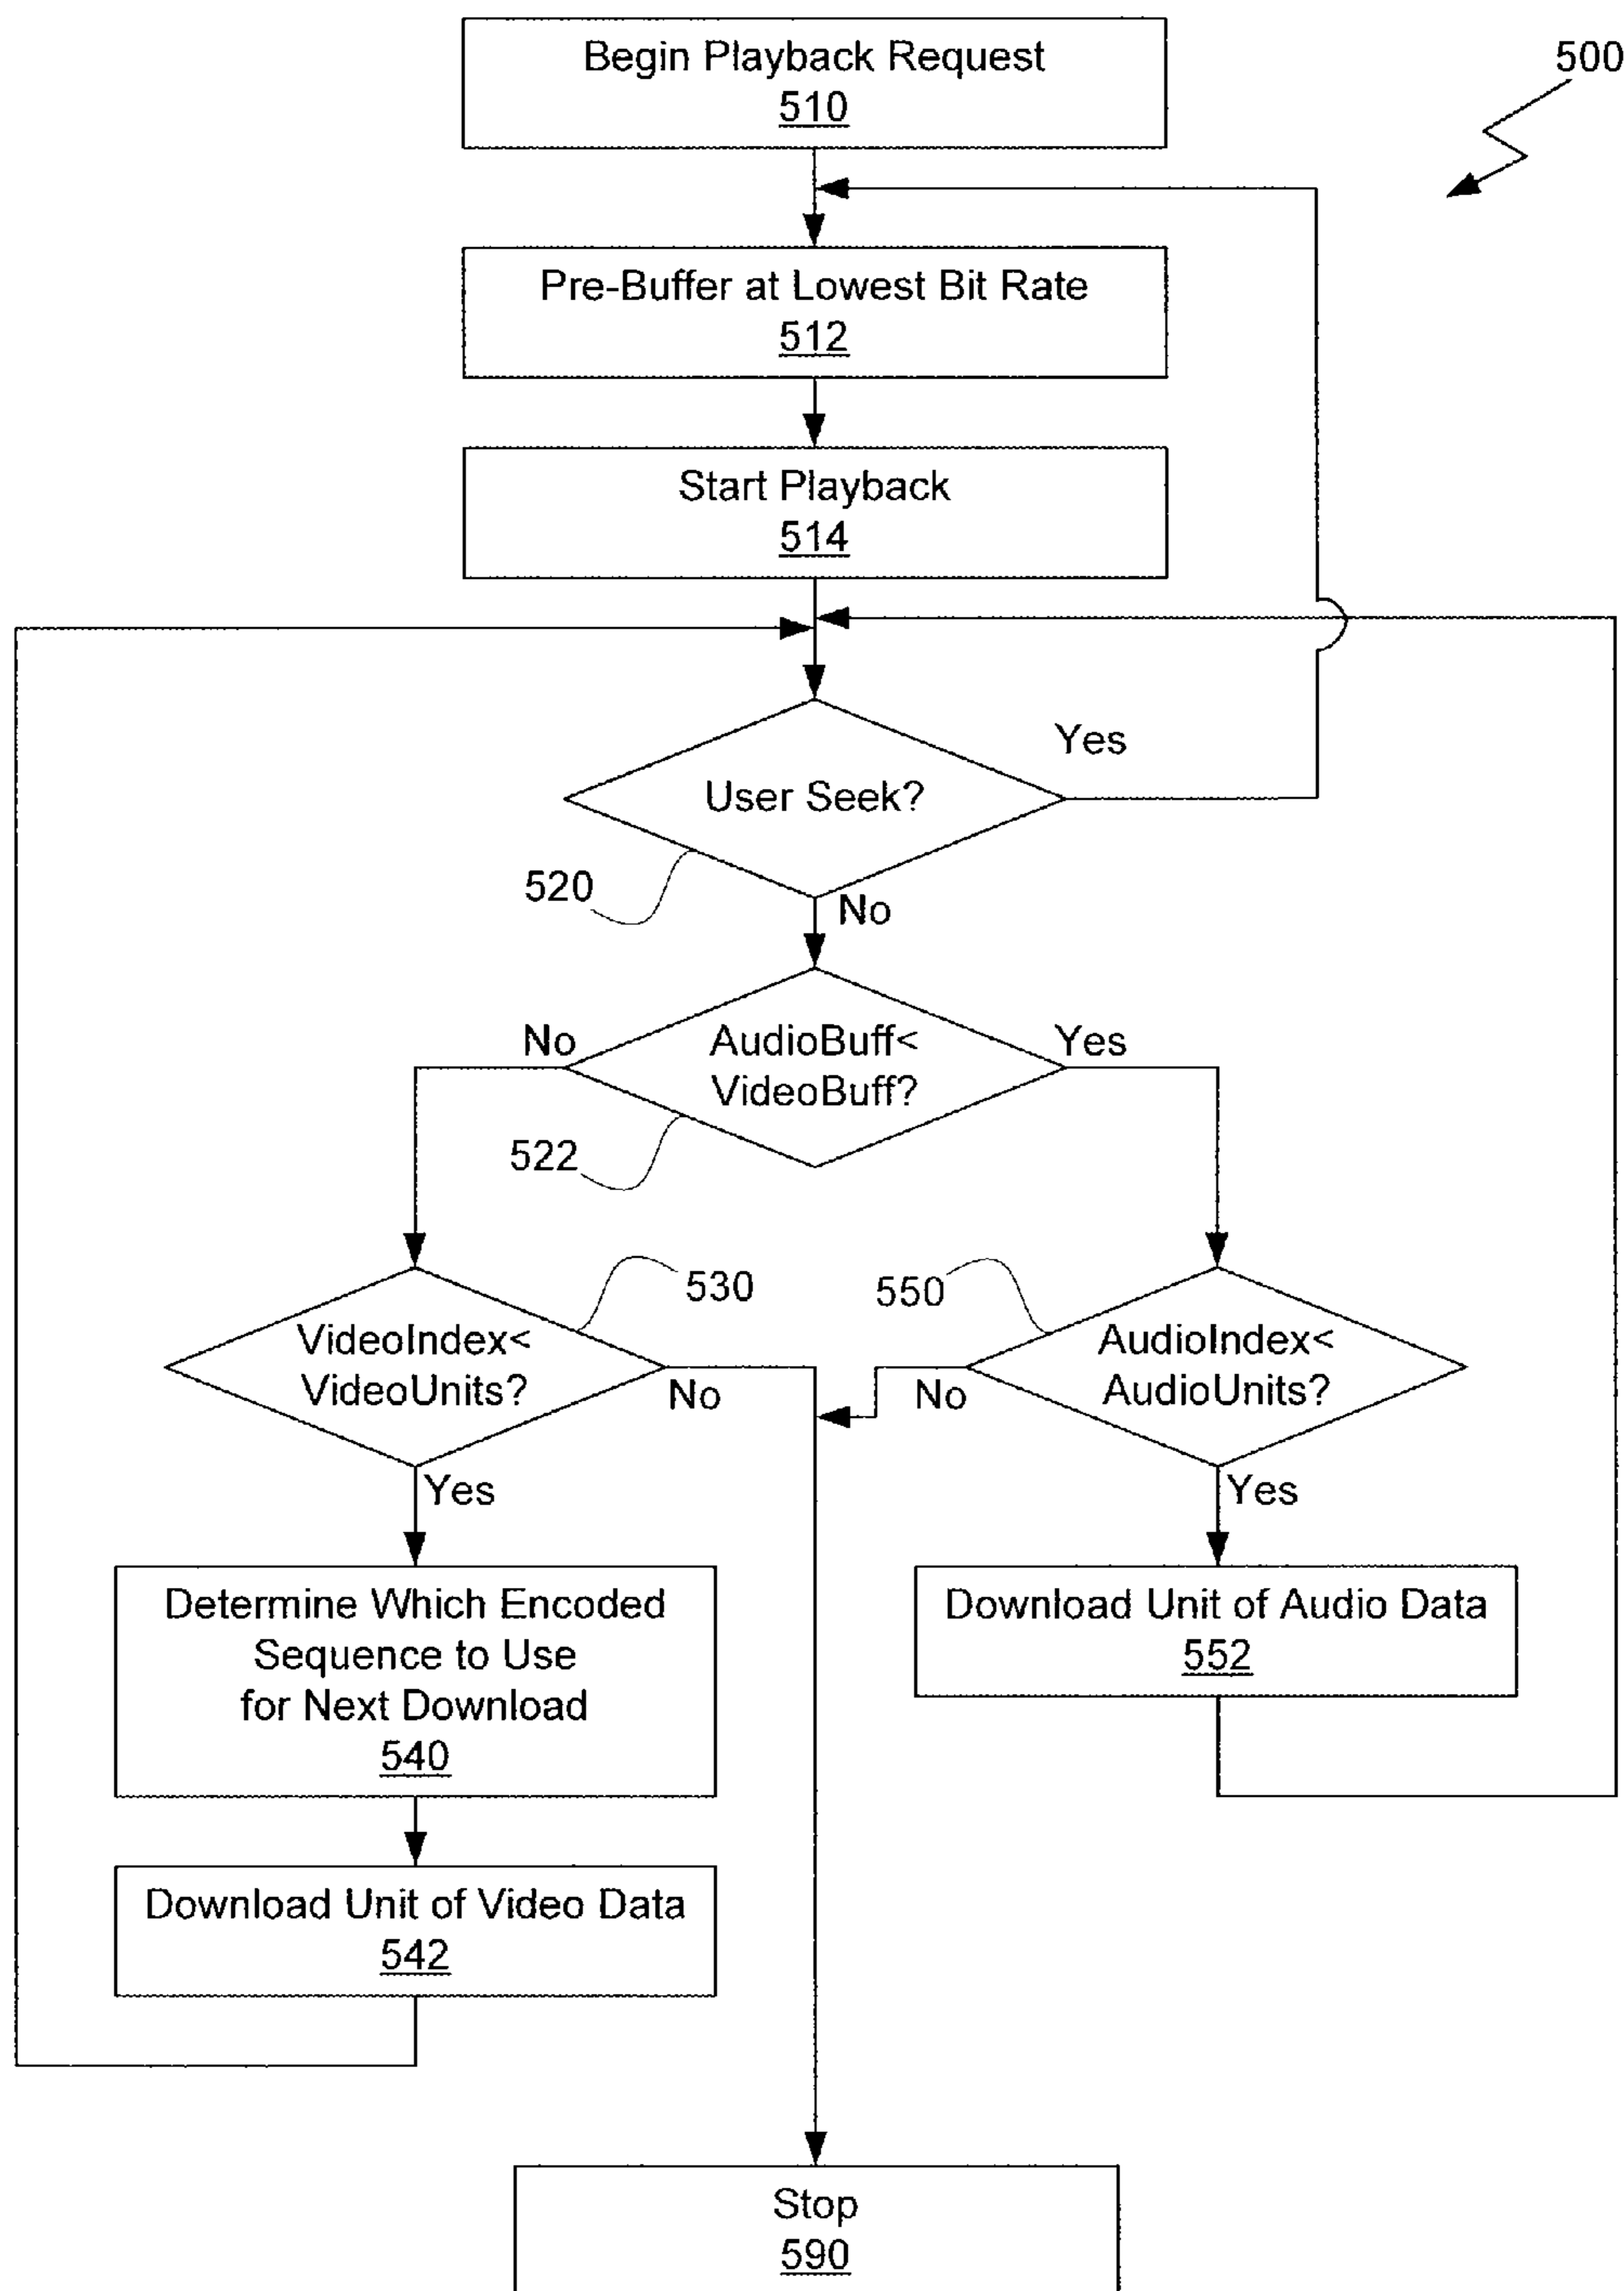 Begin Playback Request
510
500
Pre-Buffer at Lowest Bit Rate
512
Start Playback
514
Yes
User Seek?
520
No
No
AudioBuff<
VideoBuff?
Yes
522
530
550
VideoIndex<
VideoUnits?
No
AudioIndex<
AudioUnits?
No
Yes
Yes
Determine Which Encoded
Sequence to Use
for Next Download
540
Download Unit of Audio Data
552
Download Unit of Video Data
542
Stop
590